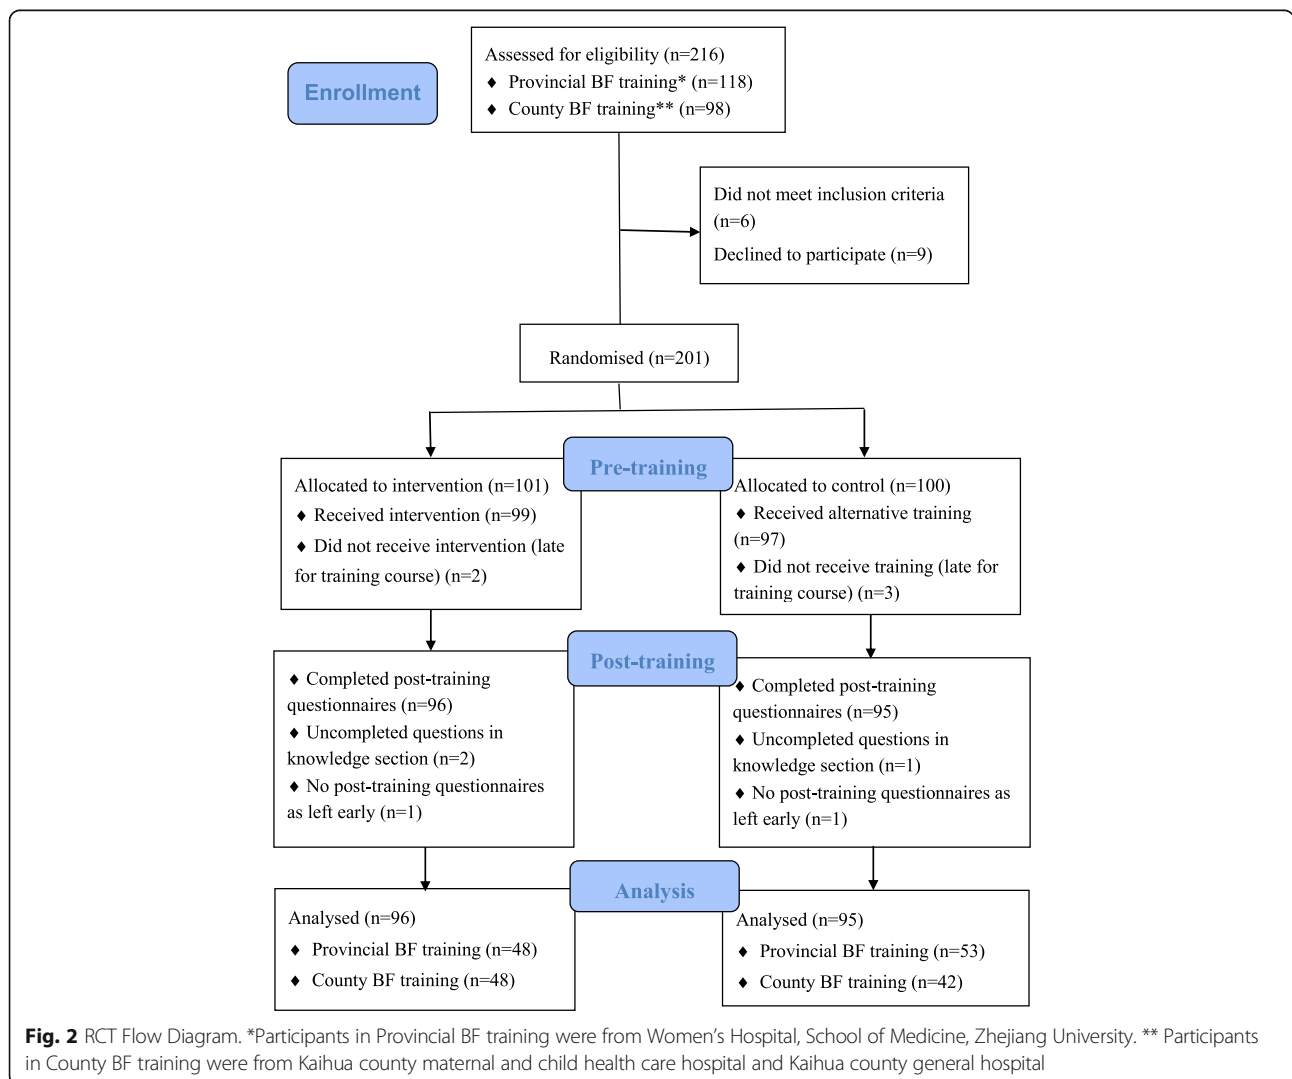 Enrollment
Assessed for eligibility (n=216)
♦ Provincial BF training* (n=118)
♦ County BF training** (n=98)
Did not meet inclusion criteria
(n=6)
Declined to participate (n=9)
Randomised (n=201)
Pre-training
Allocated to intervention (n=101)
♦ Received intervention (n=99)
♦ Did not receive intervention (late
for training course) (n=2)
Allocated to control (n=100)
♦ Received alternative training
(n=97)
♦ Did not receive training (late for
training course) (n=3)
Post-training
♦ Completed post-training
questionnaires (n=96)
♦ Uncompleted questions in
knowledge section (n=2)
♦ No post-training questionnaires
as left early (n=1)
♦ Completed post-training
questionnaires (n=95)
♦ Uncompleted questions in
knowledge section (n=1)
♦ No post-training questionnaires as
left early (n=1)
Analysis
Analysed (n=96)
♦ Provincial BF training (n=48)
♦ County BF training (n=48)
Analysed (n=95)
♦ Provincial BF training (n=53)
♦ County BF training (n=42)
Fig. 2 RCT Flow Diagram. *Participants in Provincial BF training were from Women's Hospital, School of Medicine, Zhejiang University. ** Participants
in County BF training were from Kaihua county maternal and child health care hospital and Kaihua county general hospital